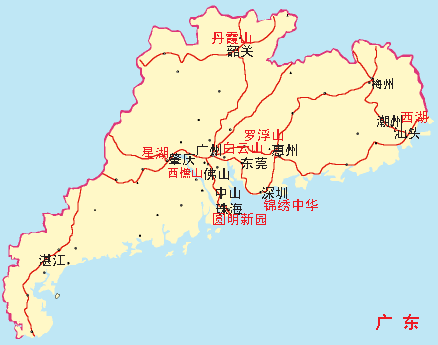 丹霞山
韶关
梅州
西湖
潮州
汕头
罗浮山
广州
白云山
惠州
星湖
肇庆
东莞
西樵山
佛山
中山
深圳
锦绣中华
珠海
圆明新园
湛江
广东